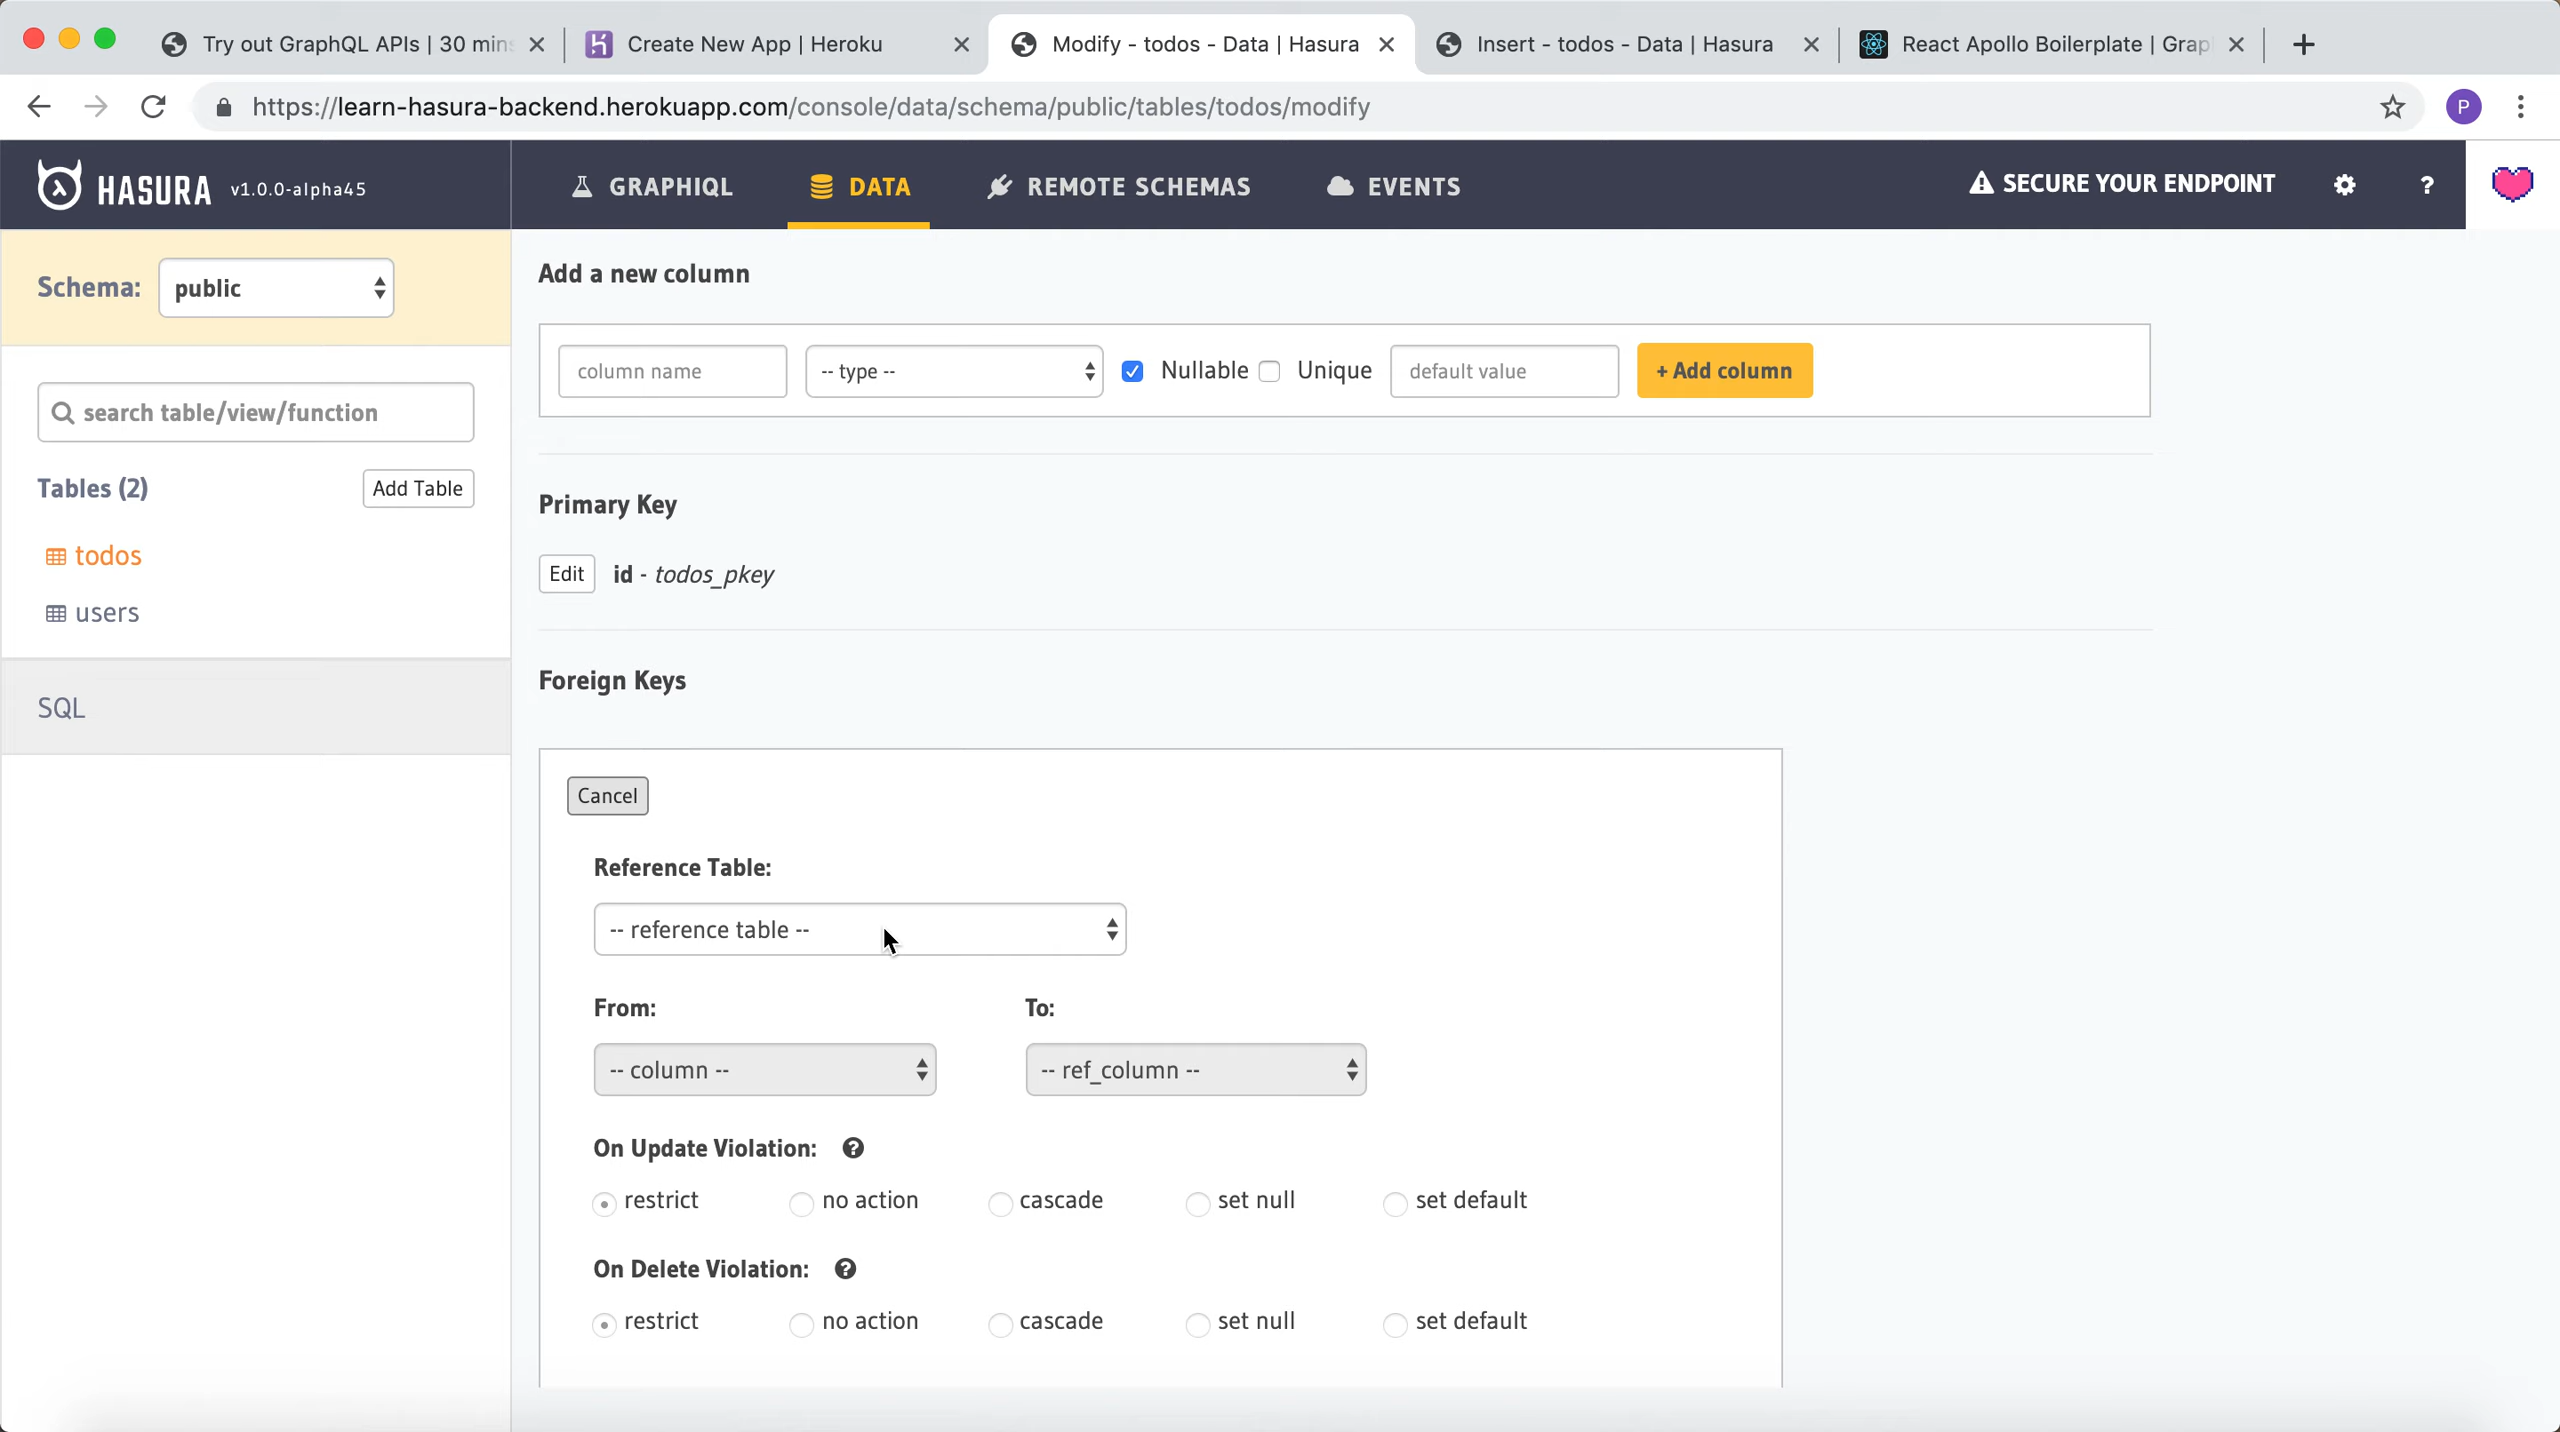 Try out GraphQL APIs | 30 mins
Create New App | Heroku
Modify - todos - Data | Hasura
Insert - todos - Data | Hasura
React Apollo Boilerplate | Grap
https://learn-hasura-backend.herokuapp.com/console/data/schema/public/tables/todos/modify
P
HASURA v1.0.0-alpha45
GRAPHIQL
DATA
REMOTE SCHEMAS
EVENTS
SECURE YOUR ENDPOINT
?
Schema: public
search table/view/function
Tables (2)
Add Table
todos
users
SQL
Add a new column
column name
-- type --
Nullable
Unique
default value
+ Add column
Primary Key
Edit id - todos_pkey
Foreign Keys
Cancel
Reference Table:
-- reference table --
From:
To:
-- column --
-- ref_column --
On Update Violation: ?
restrict
no action
cascade
set null
set default
On Delete Violation: ?
restrict
no action
cascade
set null
set default